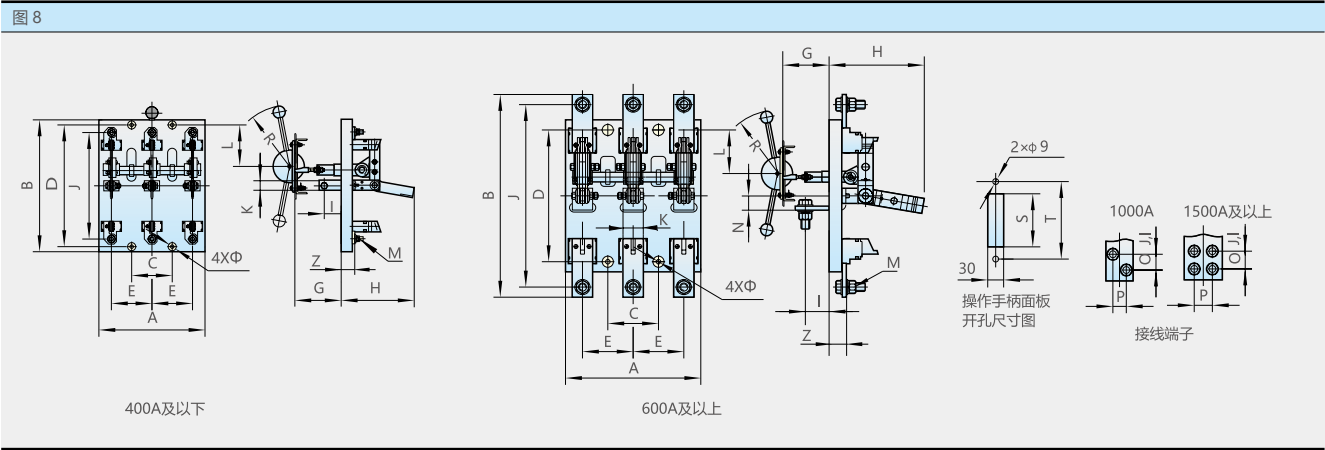 图 8
B
D
J
C
E
E
A
4XΦ
R
L
K
I
Z
G
H
M
400A及以下
B
J
D
K
C
E
E
A
4XΦ
G
H
R
L
N
I
Z
M
600A及以上
2×φ 9
S
T
30
操作手柄面板
开孔尺寸图
1000A
J,I
O
P
1500A及以上
J,I
O
P
接线端子